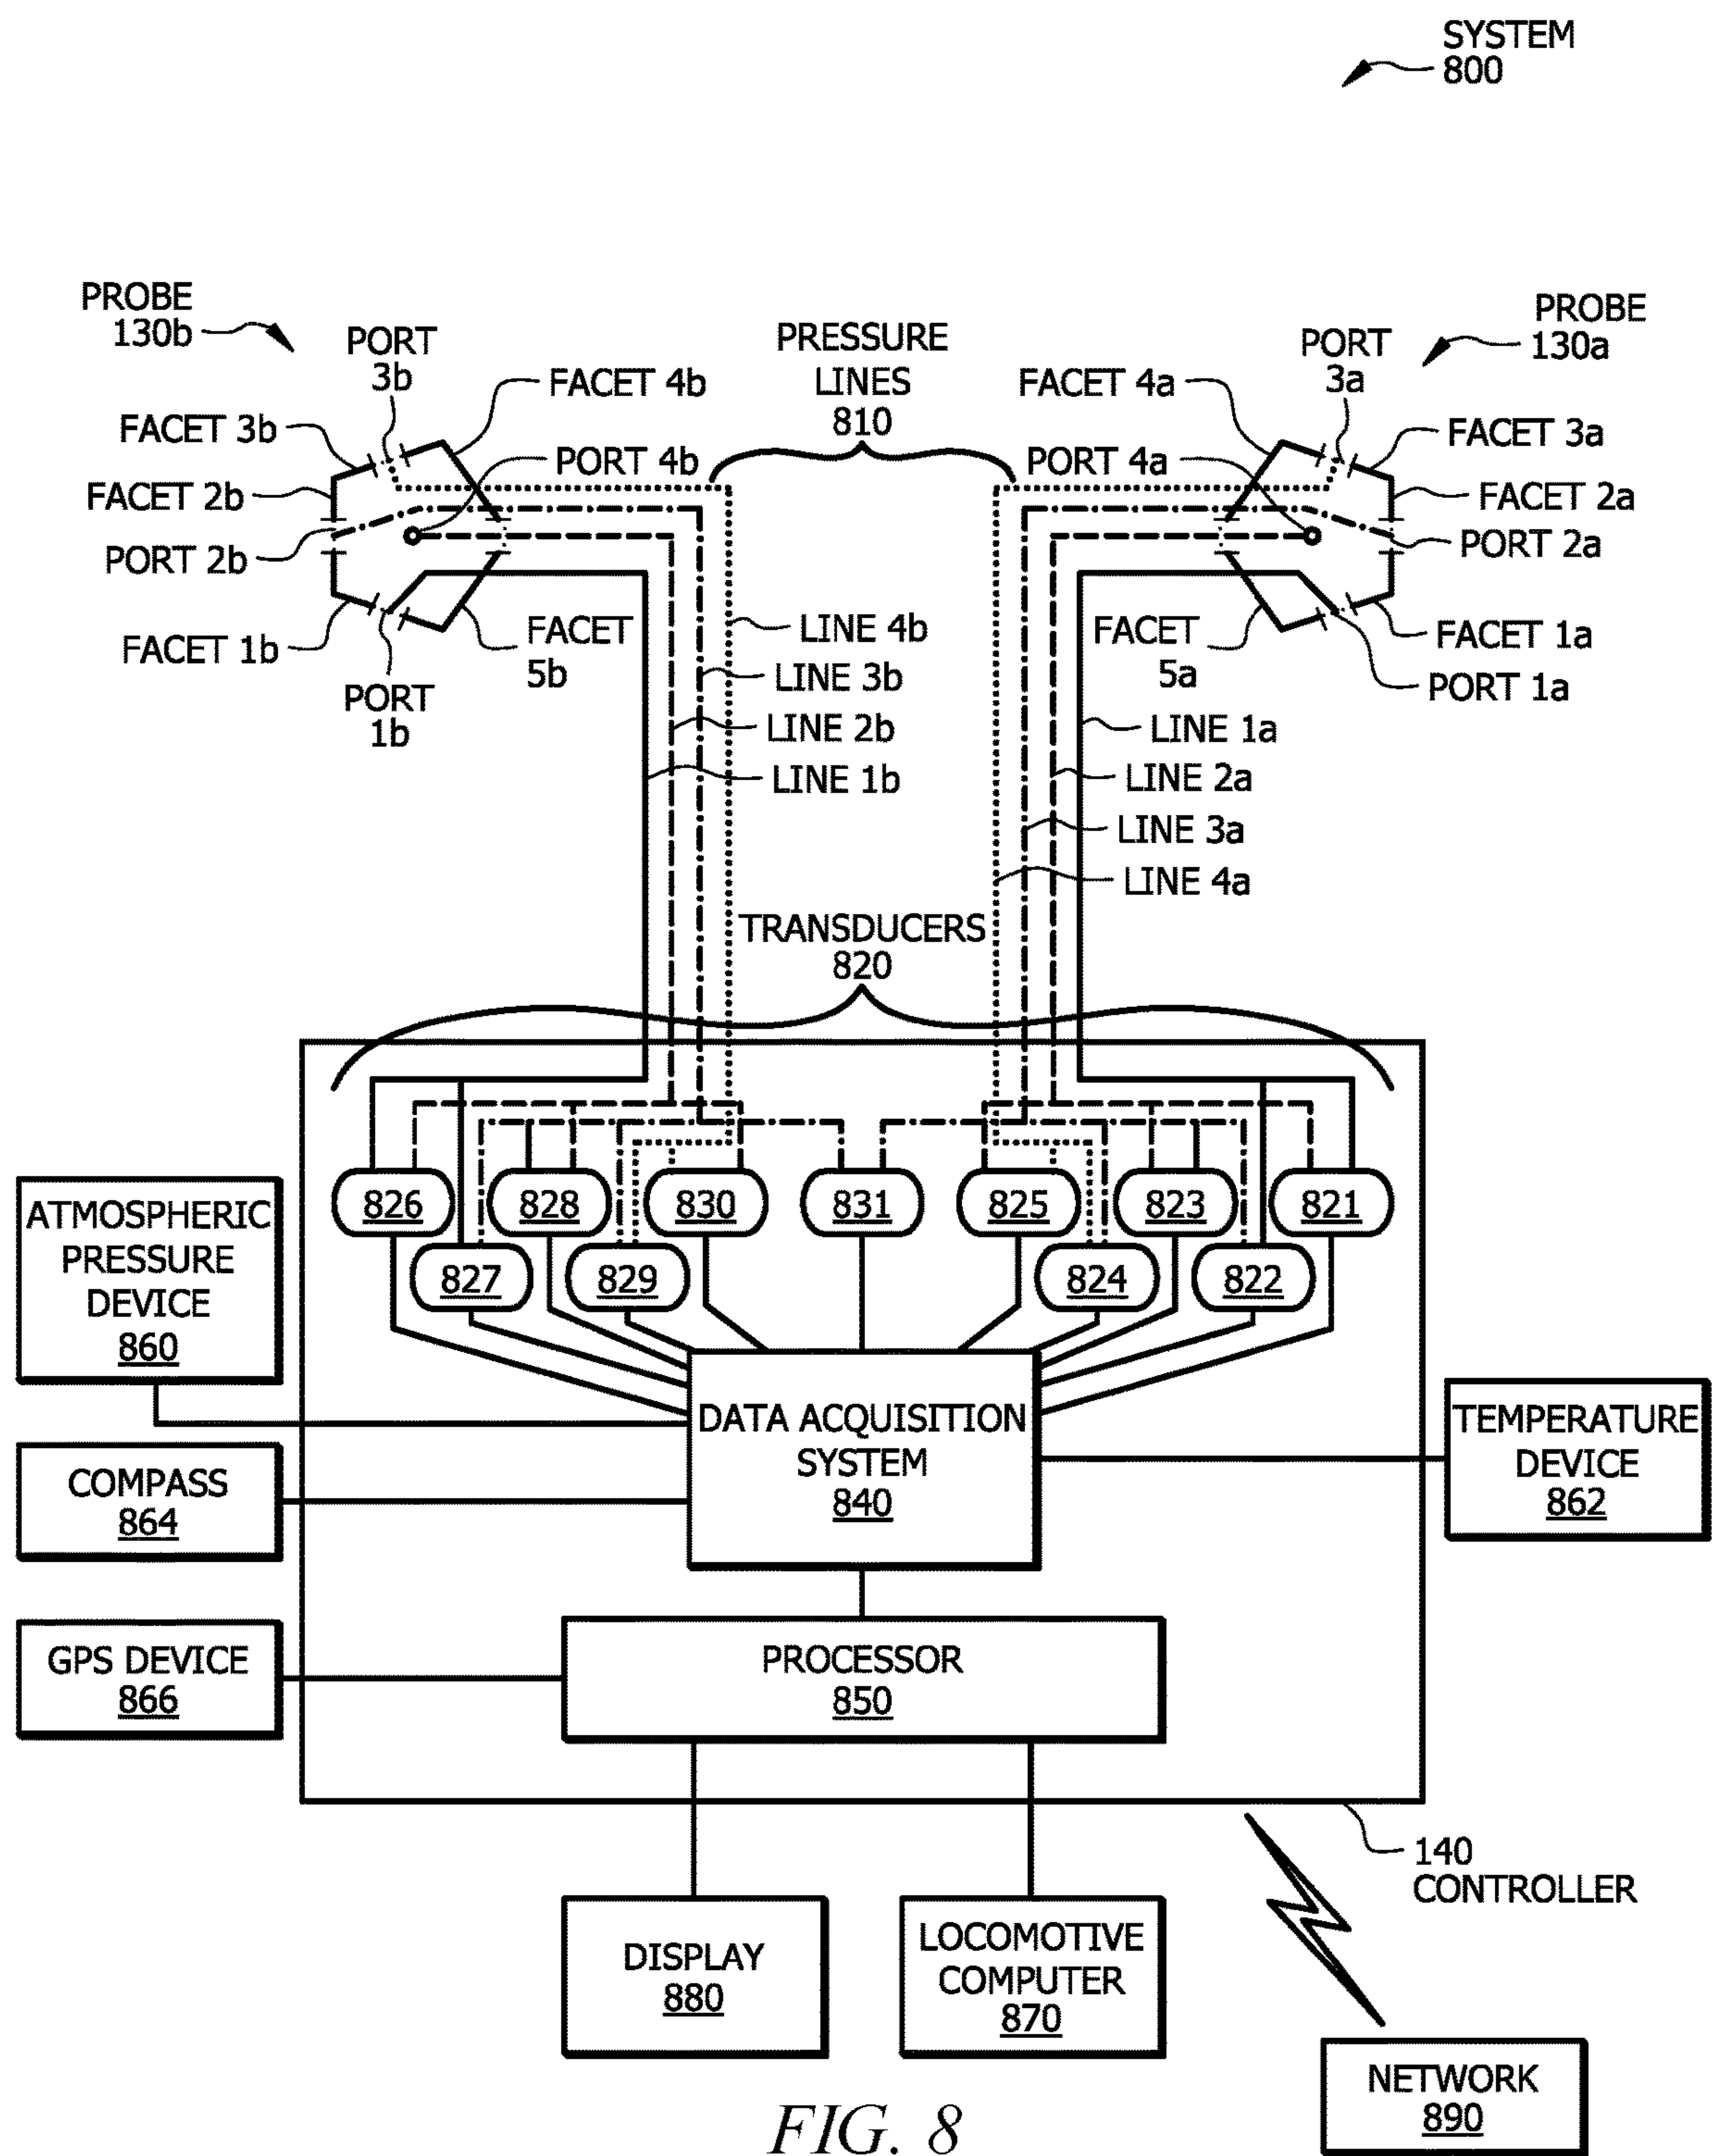 SYSTEM
800
PROBE
130b
PORT
3b
FACET 4b
FACET 3b
PORT 4b
FACET 2b
PORT 2b
FACET 1b
PORT
1b
FACET
5b
PRESSURE
LINES
810
PROBE
130a
PORT
3a
FACET 4a
FACET 3a
PORT 4a
FACET 2a
PORT 2a
FACET 1a
FACET
5a
PORT 1a
LINE 4b
LINE 3b
LINE 2b
LINE 1b
LINE 1a
LINE 2a
LINE 3a
LINE 4a
TRANSDUCERS
820
826
828
830
831
825
823
821
827
829
824
822
ATMOSPHERIC
PRESSURE
DEVICE
860
DATA ACQUISITION
SYSTEM
840
TEMPERATURE
DEVICE
862
COMPASS
864
GPS DEVICE
866
PROCESSOR
850
140
CONTROLLER
DISPLAY
880
LOCOMOTIVE
COMPUTER
870
NETWORK
890
FIG. 8